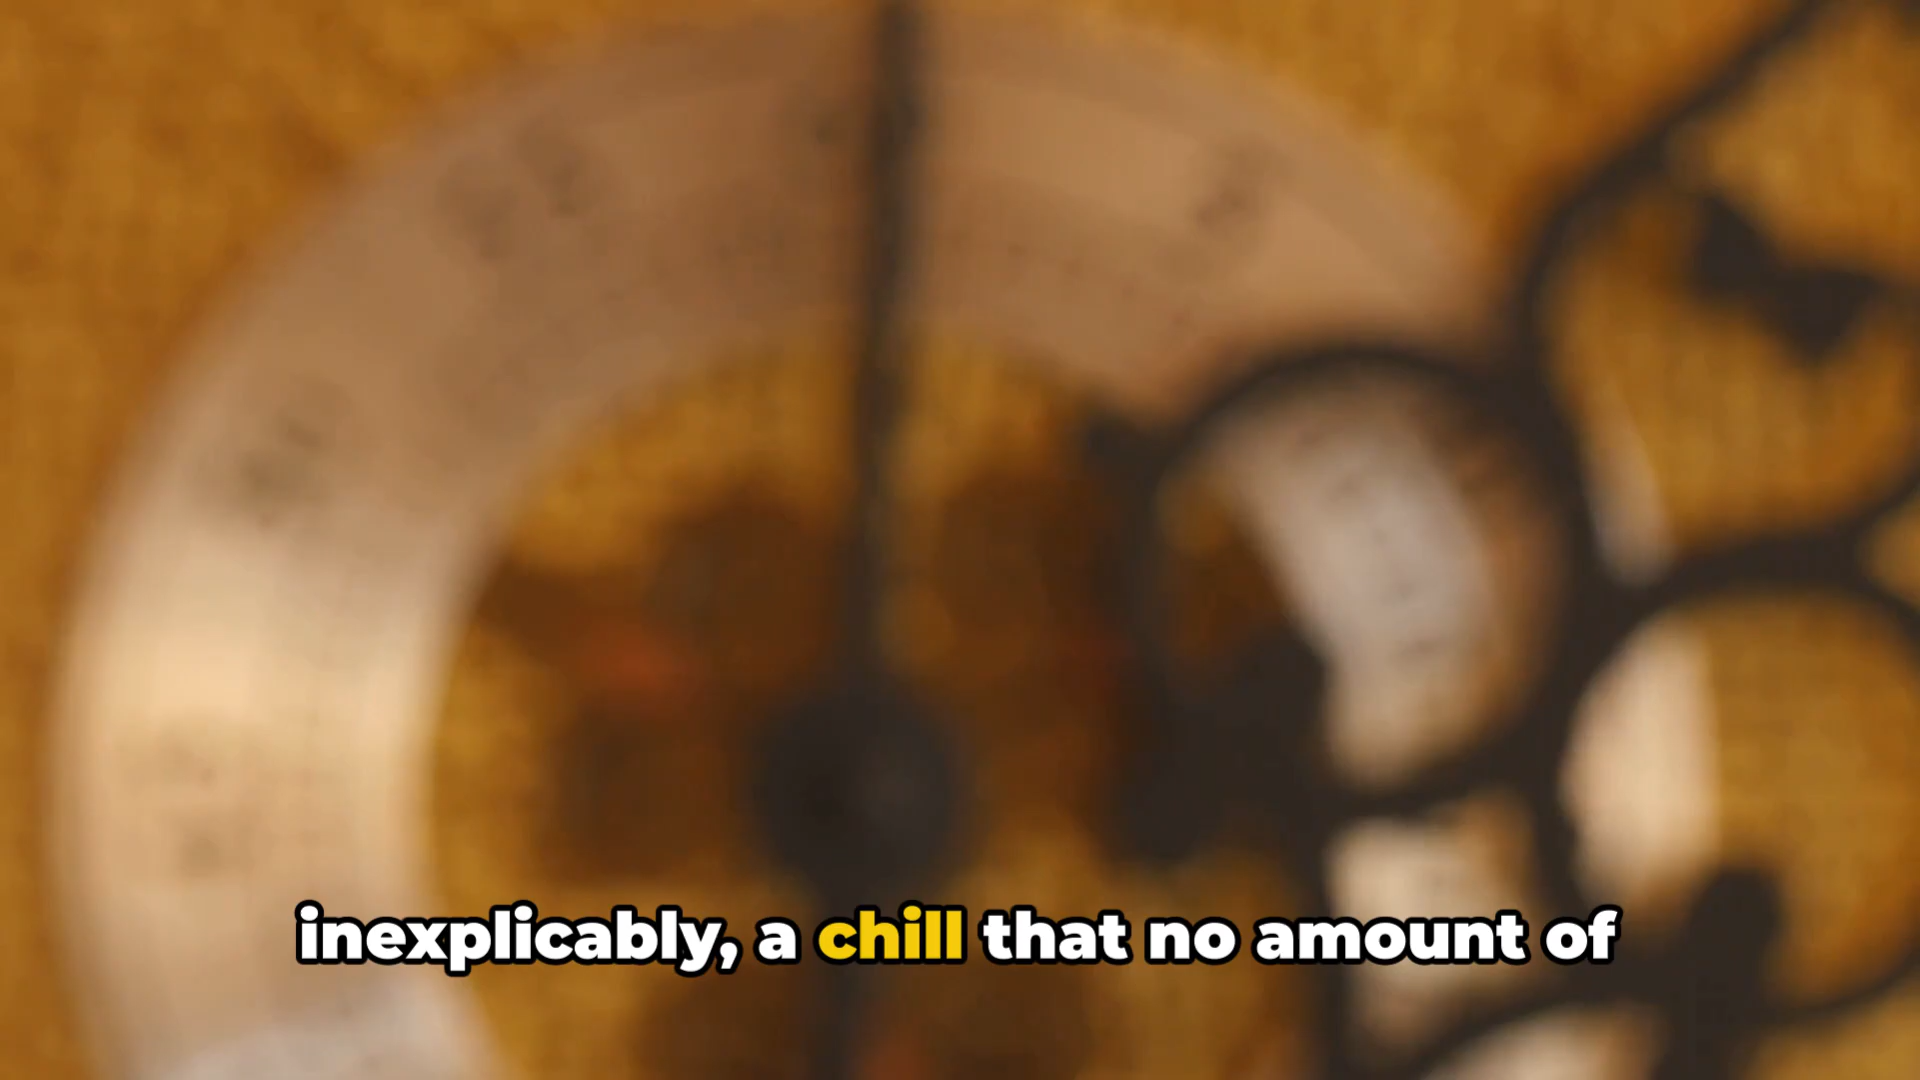 inexplicably, a chill that no amount of